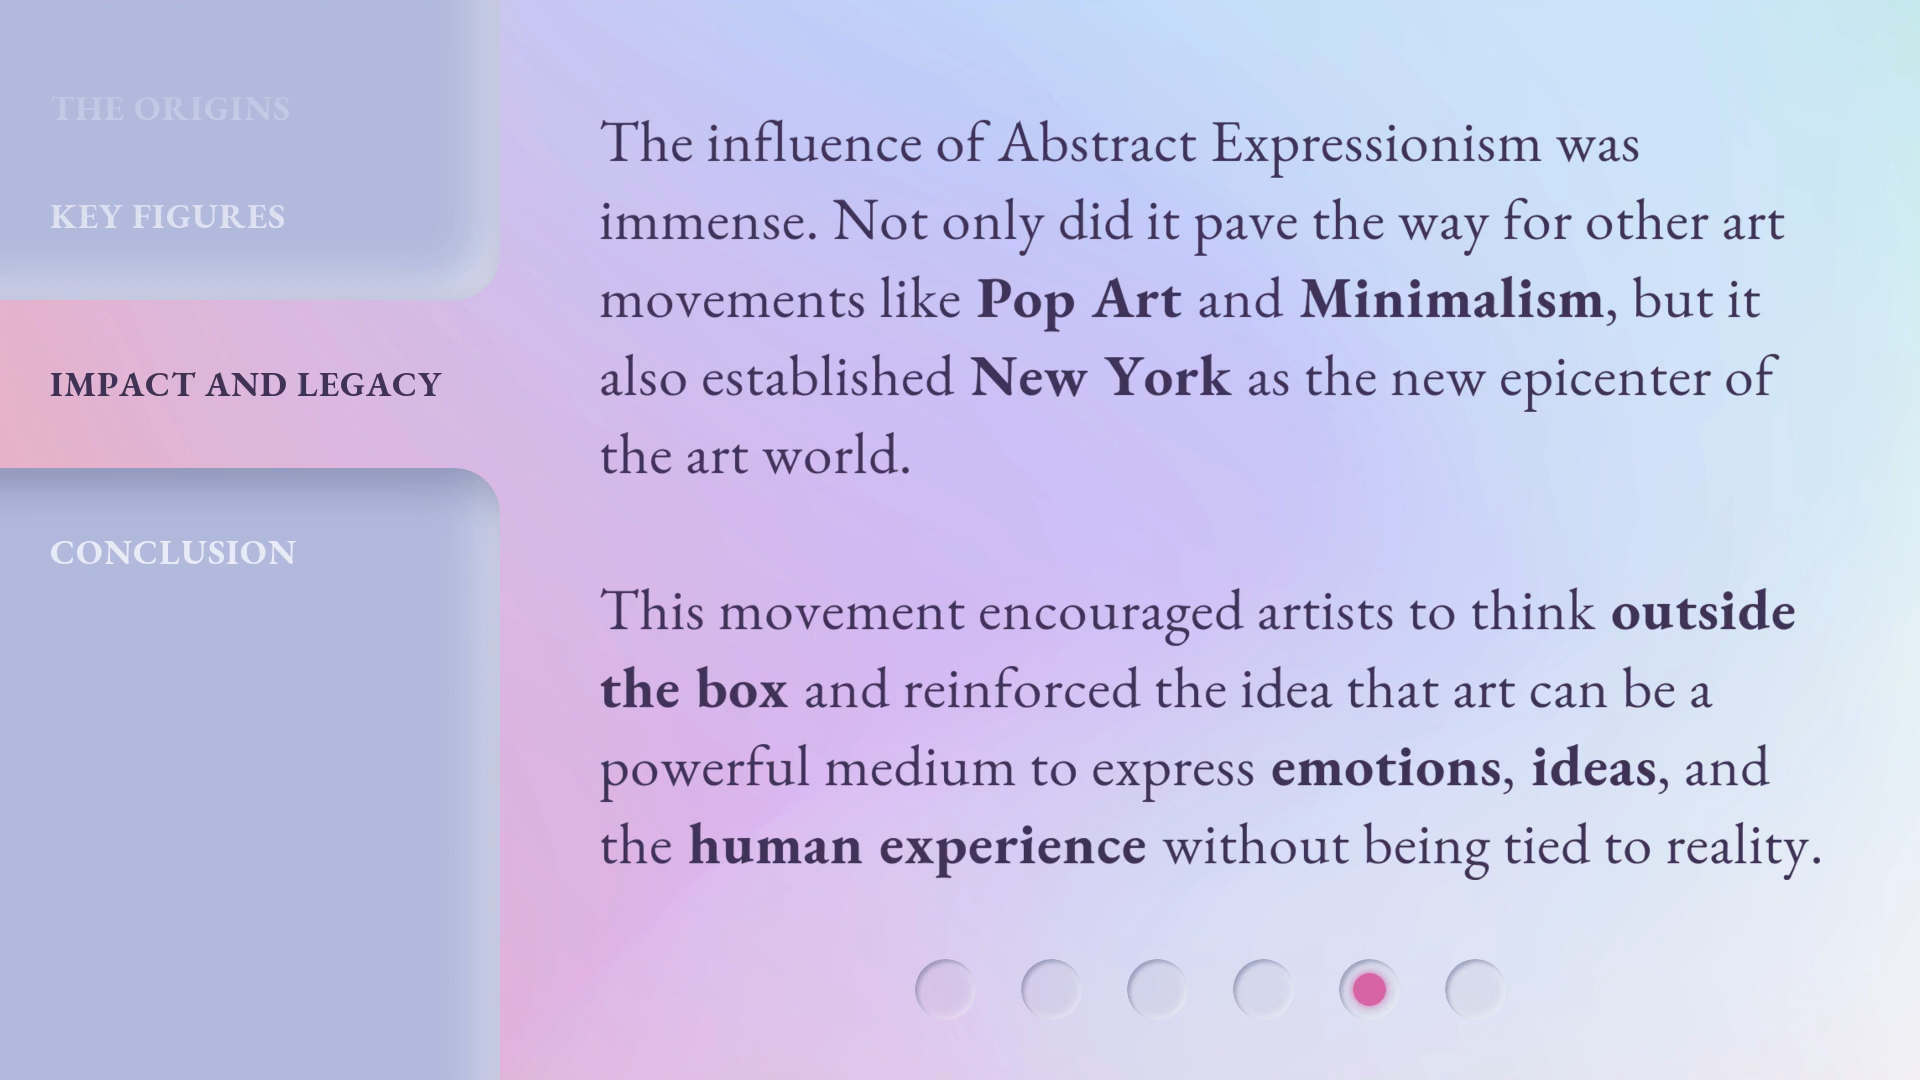 THE ORIGINS
KEY FIGURES
IMPACT AND LEGACY
CONCLUSION
The influence of Abstract Expressionism was
immense. Not only did it pave the way for other art
movements like Pop Art and Minimalism, but it
also established New York as the new epicenter of
the art world.
This movement encouraged artists to think outside
the box and reinforced the idea that art can be a
powerful medium to express emotions, ideas, and
the human experience without being tied to reality.